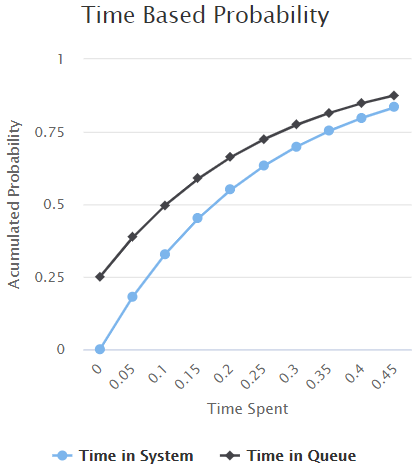 Time Based Probability
Acumulated Probability
1
0.75
0.5
0.25
0
0 0.05 0.1 0.15 0.2 0.25 0.3 0.35 0.4 0.45
Time Spent
Time in System Time in Queue